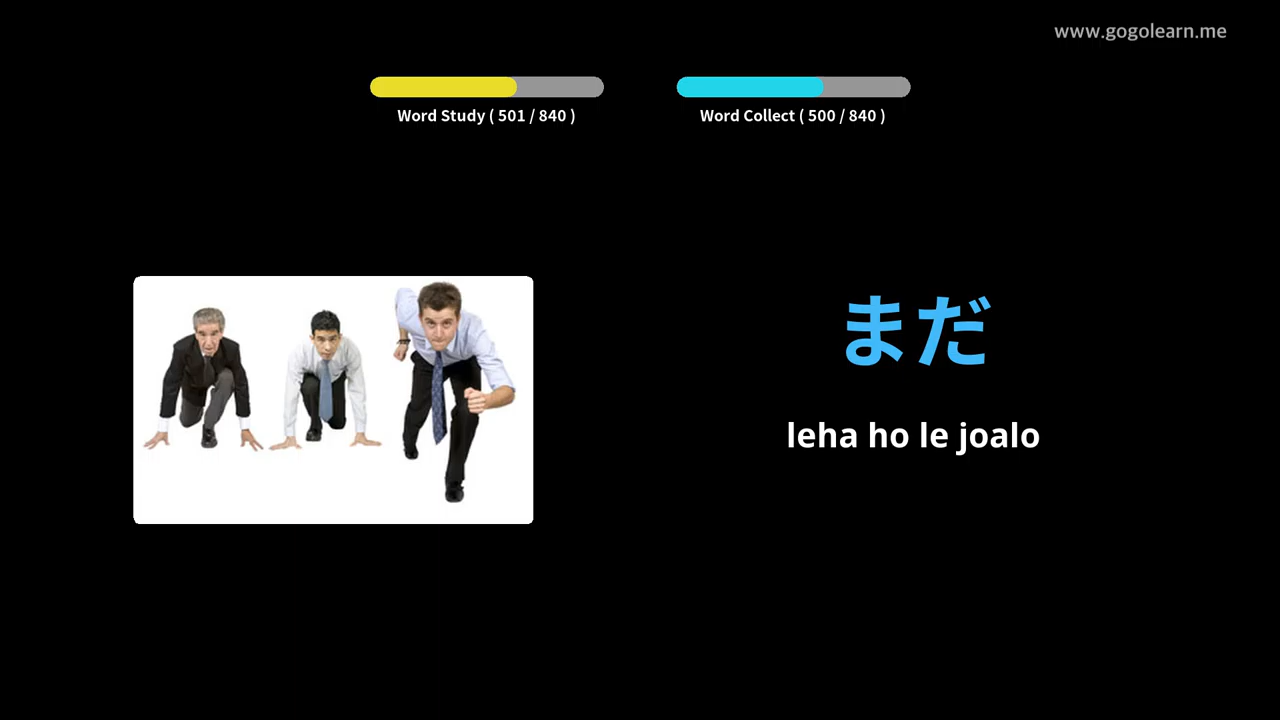 www.gogolearn.me
Word Study ( 501 / 840 )
Word Collect ( 500 / 840 )
まだ
leha ho le joalo